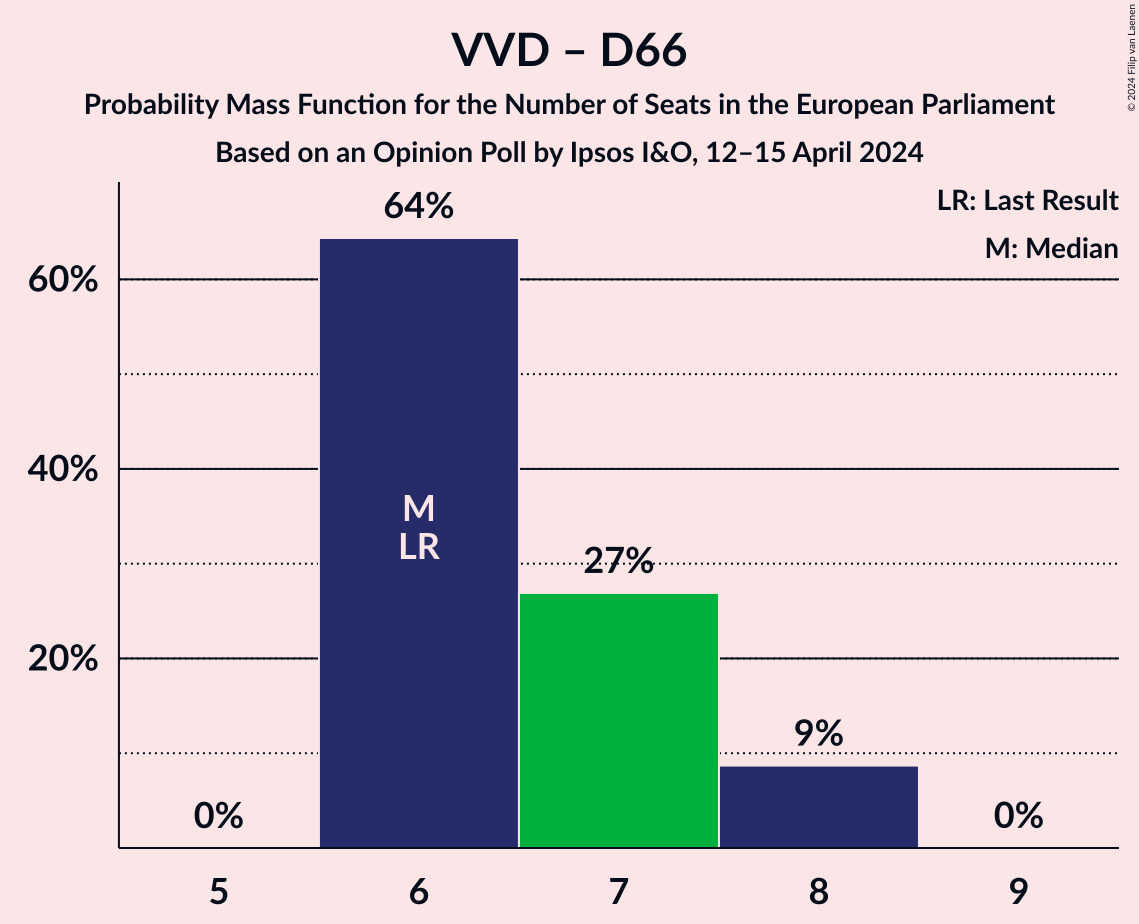 VVD – D66
Probability Mass Function for the Number of Seats in the European Parliament
Based on an Opinion Poll by Ipsos I&O, 12–15 April 2024
© 2024 Filip van Laenen
LR: Last Result
M: Median
60%
40%
20%
0%
64%
M
LR
27%
9%
0%
5
6
7
8
9